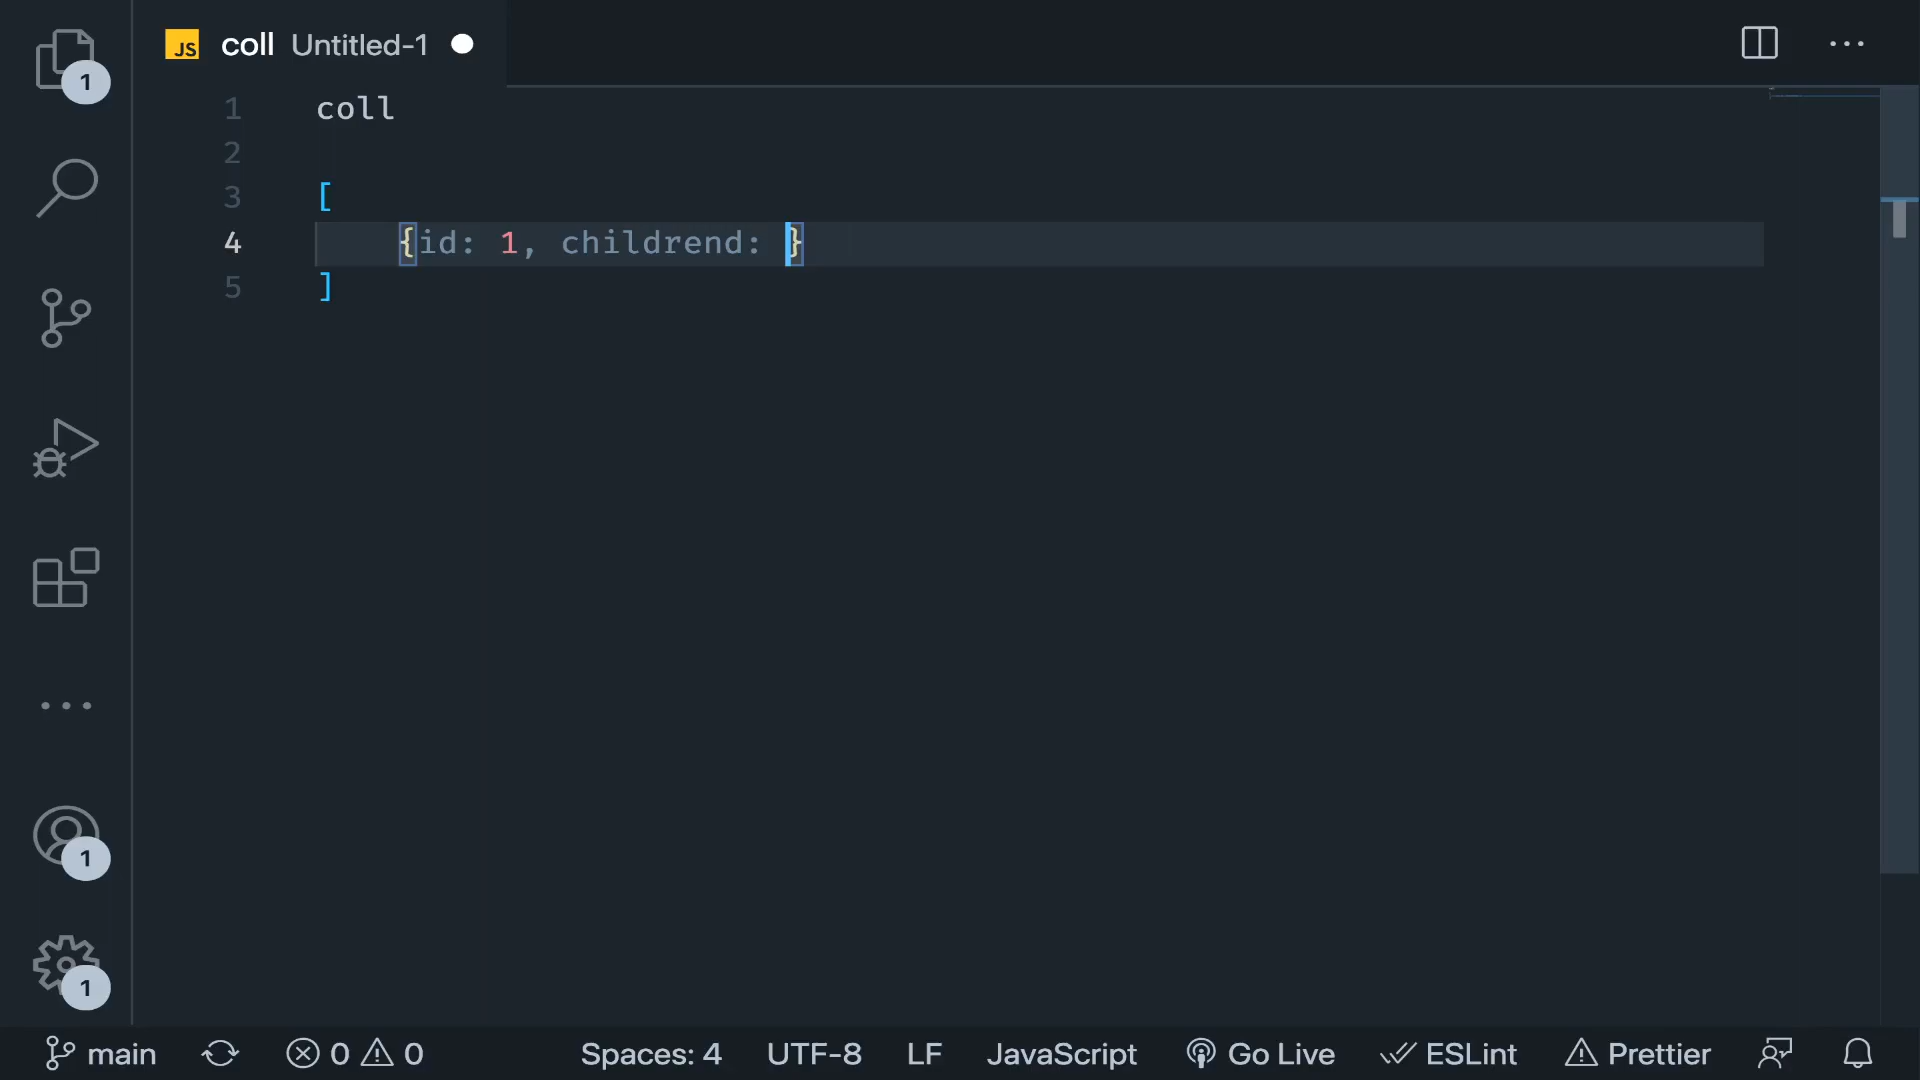 JS coll Untitled-1
1 coll
2
3 [
4 {id: 1, childrend: }
5 ]
1
1
1
main 0 0 Spaces: 4 UTF-8 LF JavaScript Go Live ESLint Prettier